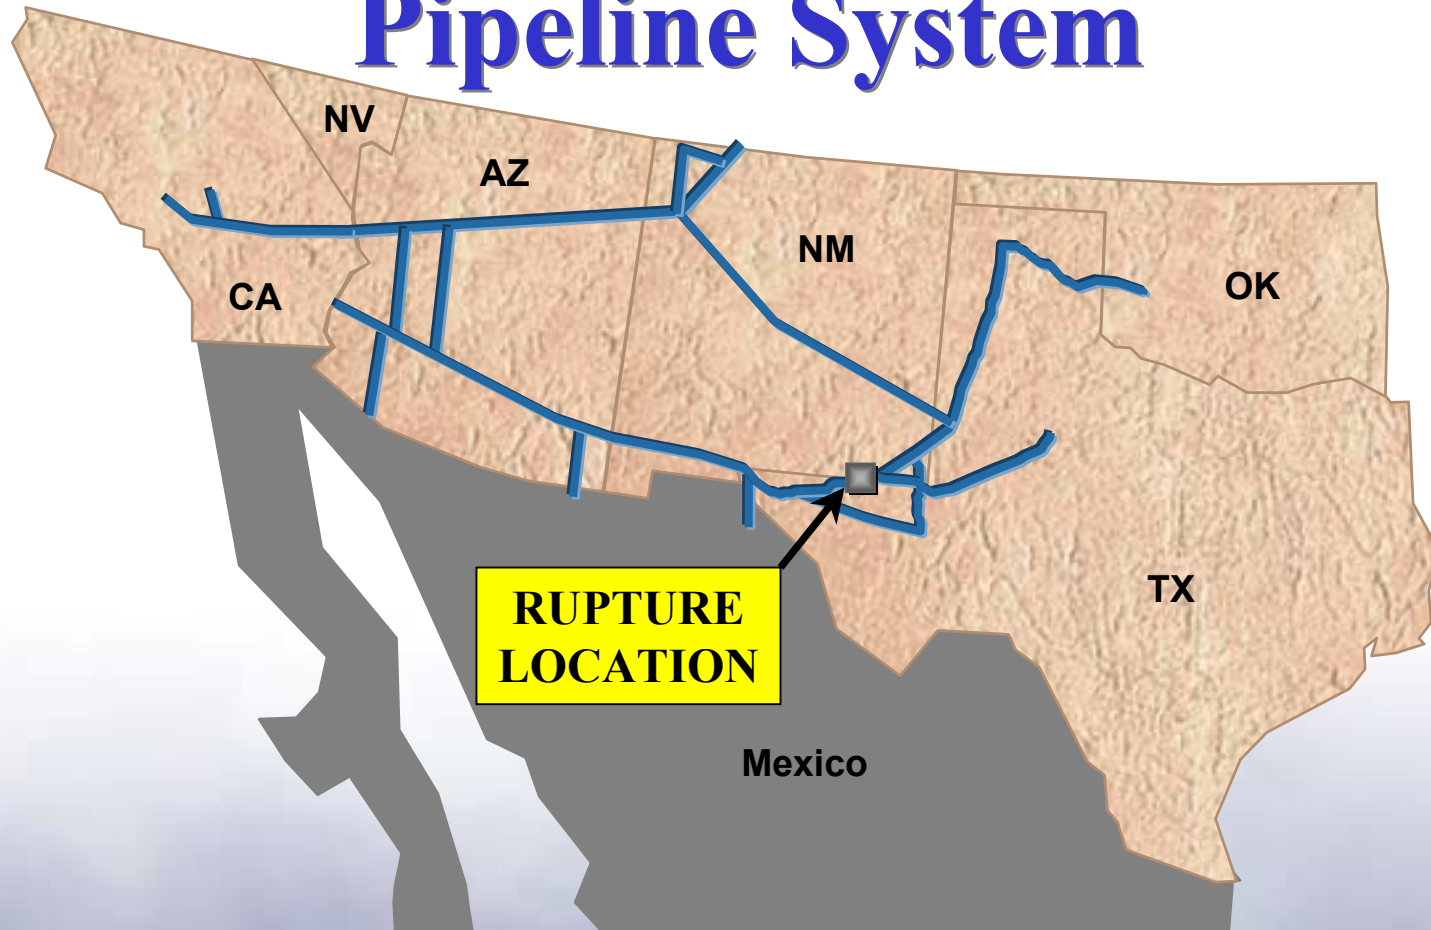 Pipeline System
NV
AZ
NM
OK
CA
TX
RUPTURE
LOCATION
Mexico